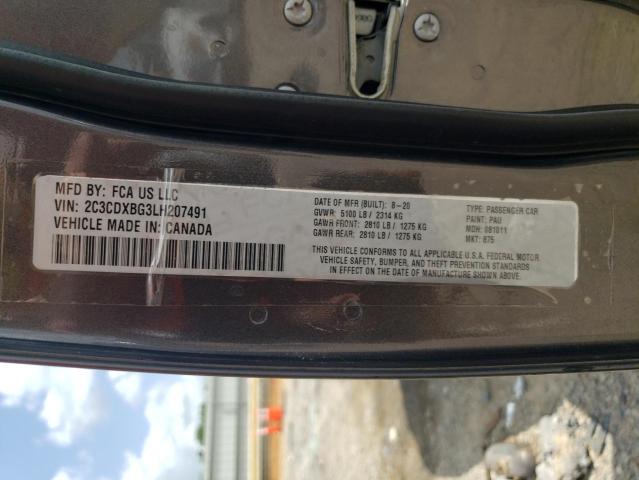 MFD BY: FCA US LLC
VIN: 2C3CDXBG3LH207491
VEHICLE MADE IN: CANADA
DATE OF MFR (BUILT): 8-20
GVWR: 5100 LB / 2314 KG
GAWR FRONT: 2810 LB / 1275 KG
GAWR REAR: 2810 LB / 1275 KG
TYPE: PASSENGER CAR
PAINT: PAU
MDH: 081011
MKT: 875
THIS VEHICLE CONFORMS TO ALL APPLICABLE U.S.A. FEDERAL MOTOR
VEHICLE SAFETY, BUMPER, AND THEFT PREVENTION STANDARDS
IN EFFECT ON THE DATE OF MANUFACTURE SHOWN ABOVE.